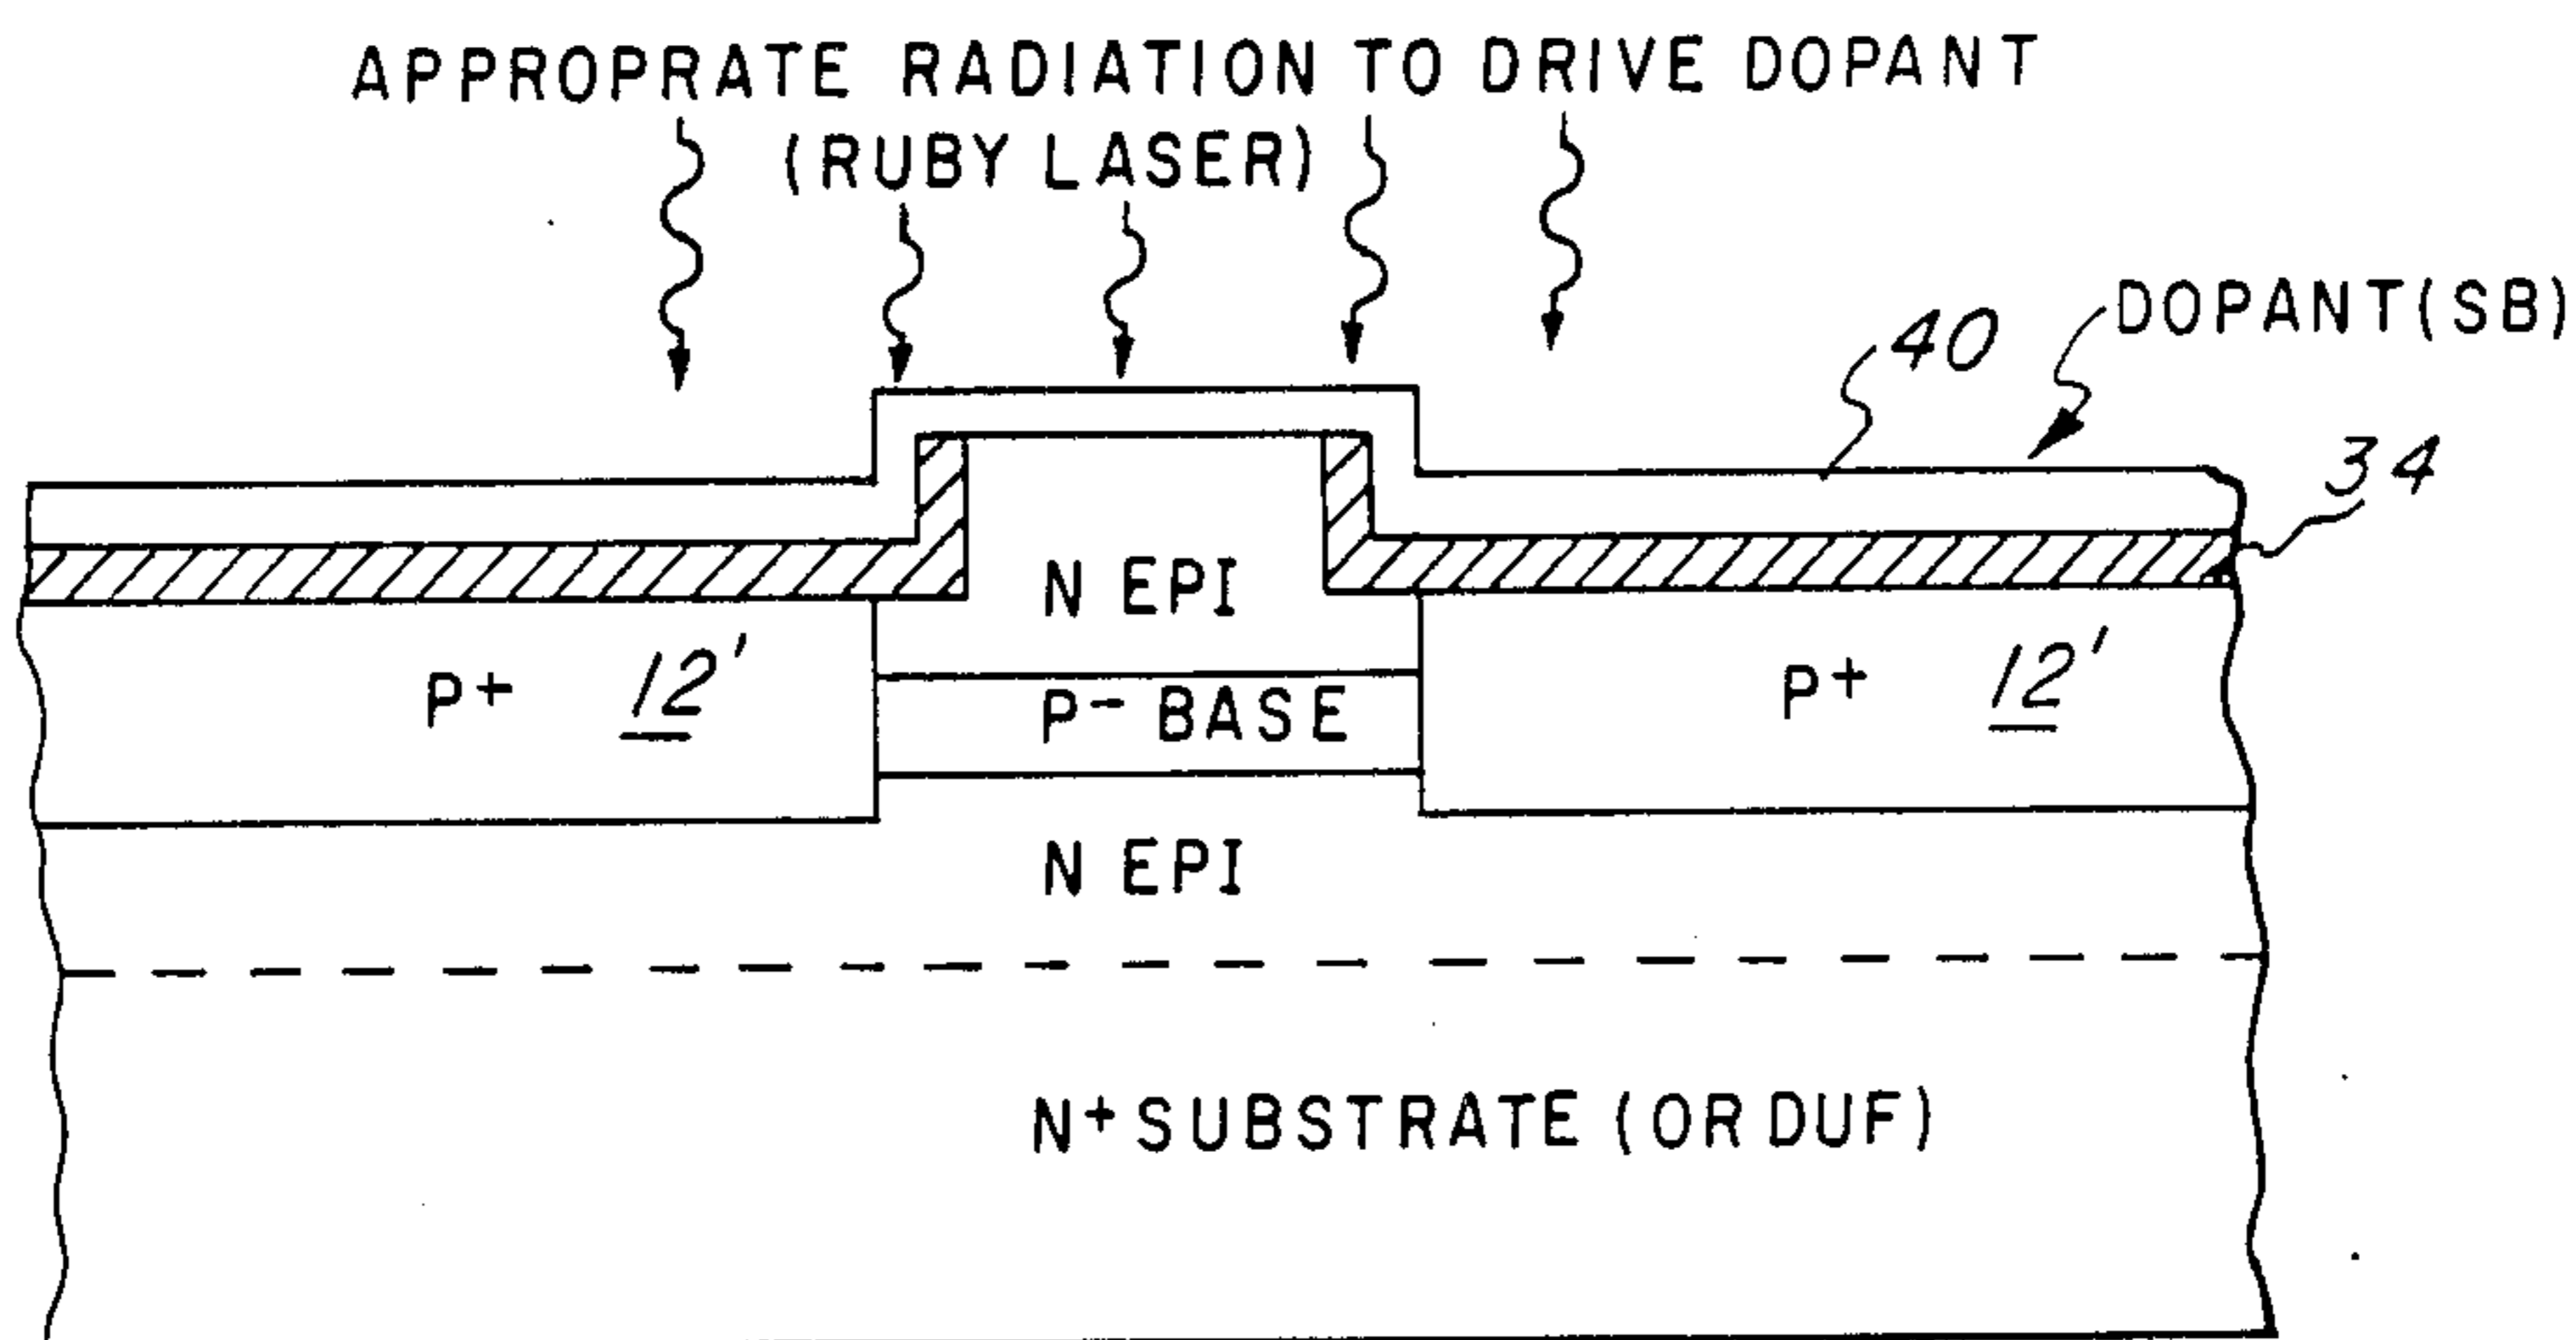 APPROPRATE RADIATION TO DRIVE DOPANT
(RUBY LASER)
DOPANT(SB)
40
34
N EPI
P+ 12'
P- BASE
P+ 12'
N EPI
N+ SUBSTRATE (OR DUF)